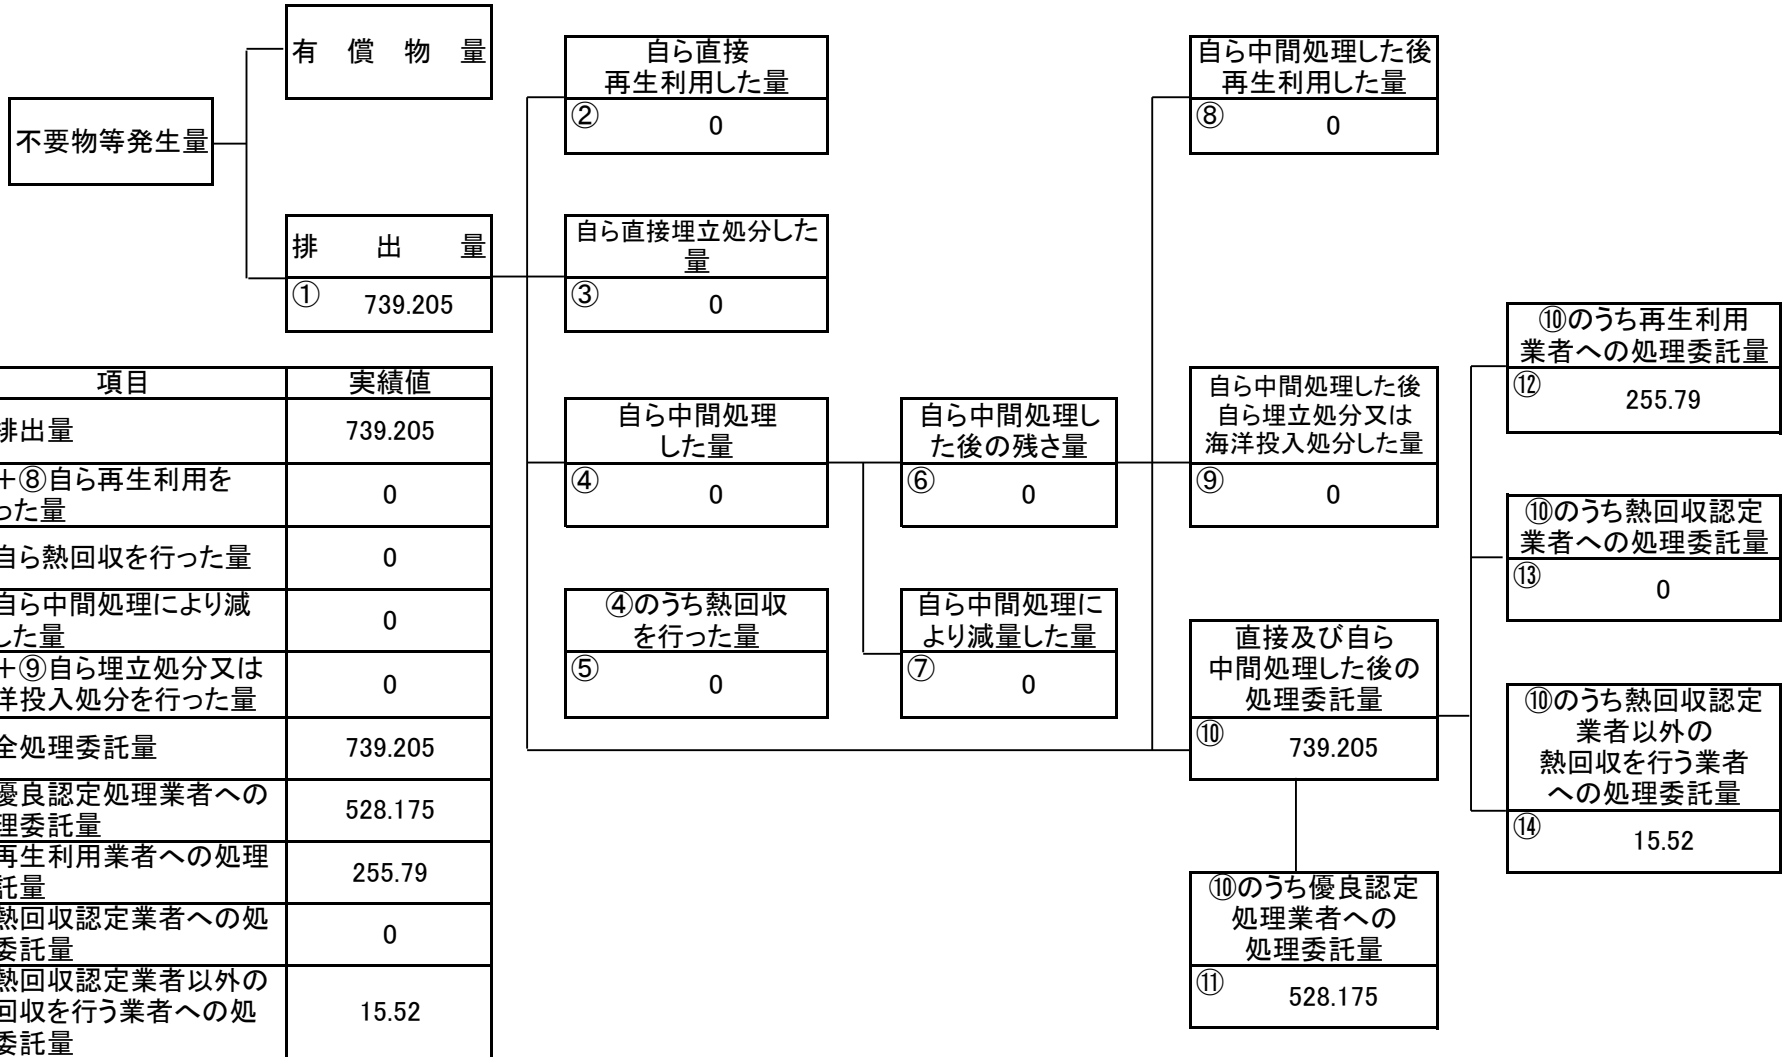 有　償　物　量
不要物等発生量
排　　出　　量
① 739.205
自ら直接
再生利用した量
② 0
自ら直接埋立処分した
量
③ 0
自ら中間処理
した量
④ 0
④のうち熱回収
を行った量
⑤ 0
自ら中間処理し
た後の残さ量
⑥ 0
自ら中間処理に
より減量した量
⑦ 0
自ら中間処理した後
再生利用した量
⑧ 0
自ら中間処理した後
自ら埋立処分又は
海洋投入処分した量
⑨ 0
直接及び自ら
中間処理した後の
処理委託量
⑩ 739.205
⑩のうち優良認定
処理業者への
処理委託量
⑪ 528.175
⑩のうち再生利用
業者への処理委託量
⑫ 255.79
⑩のうち熱回収認定
業者への処理委託量
⑬ 0
⑩のうち熱回収認定
業者以外の
熱回収を行う業者
への処理委託量
⑭ 15.52
項目 実績値
排出量 739.205
＋⑧自ら再生利用を
った量 0
自ら熱回収を行った量 0
自ら中間処理により減
した量 0
＋⑨自ら埋立処分又は
洋投入処分を行った量 0
全処理委託量 739.205
優良認定処理業者への
理委託量 528.175
再生利用業者への処理
託量 255.79
熱回収認定業者への処
委託量 0
熱回収認定業者以外の
回収を行う業者への処
委託量 15.52